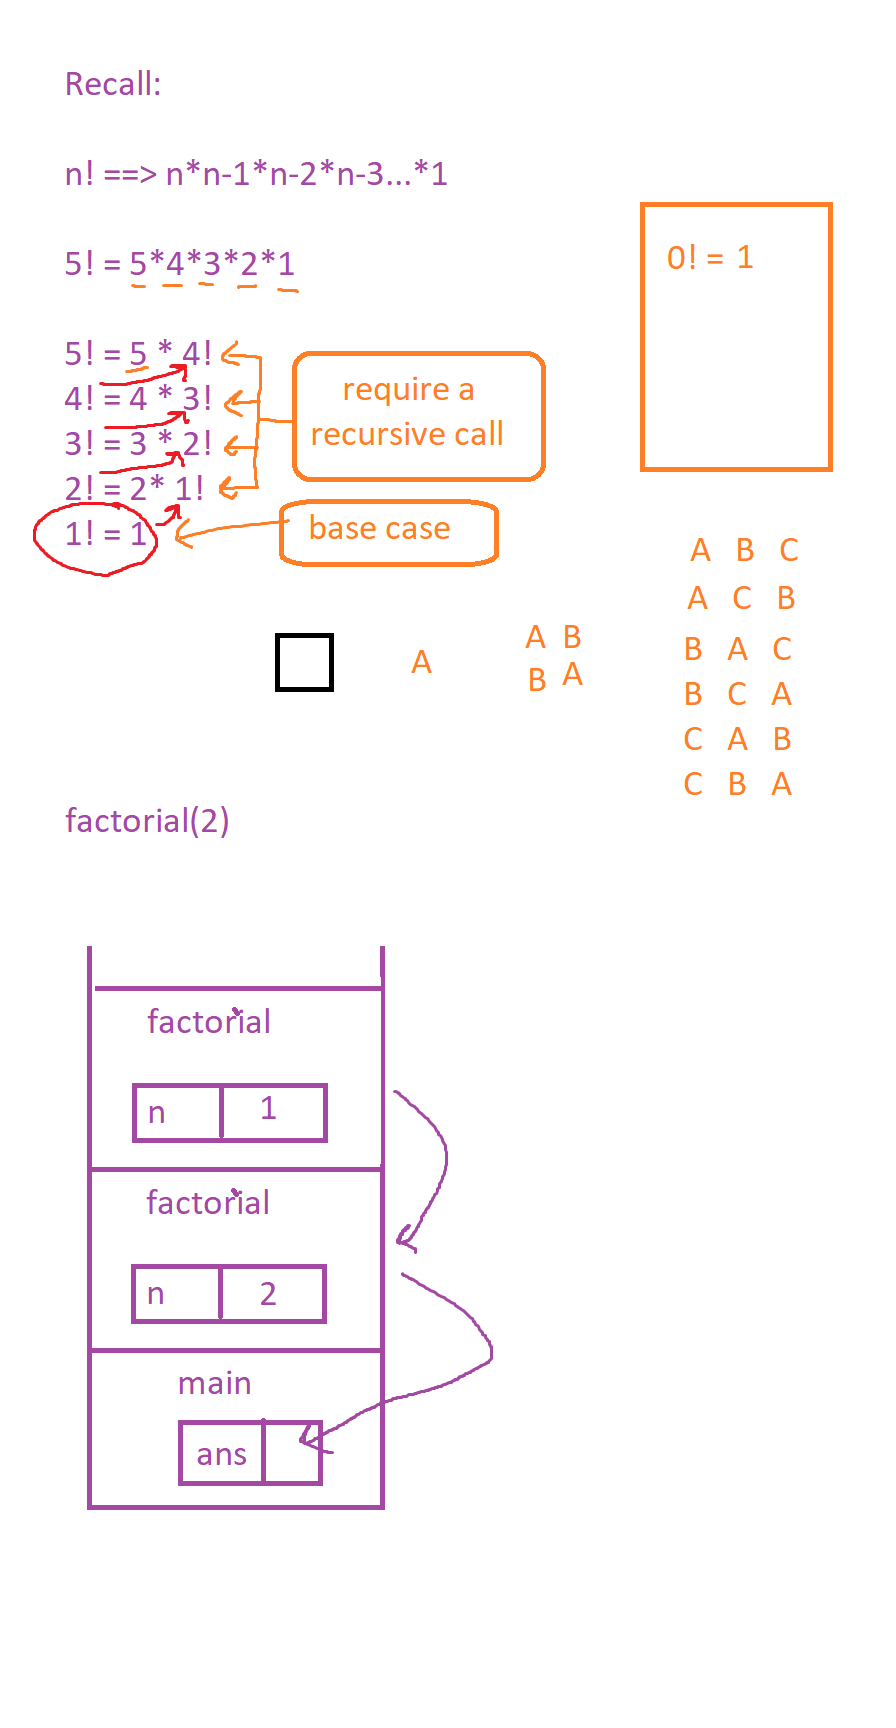 Recall:
n! ==> n*n-1*n-2*n-3...*1
0! = 1
5! = 5*4*3*2*1
5! = 5 * 4!
4! = 4 * 3!
3! = 3 * 2!
2! = 2* 1!
1! = 1
require a
recursive call
base case
A
A B
B A
A B C
A C B
B A C
B C A
C A B
C B A
factorial(2)
factorial
n 1
factorial
n 2
main
ans